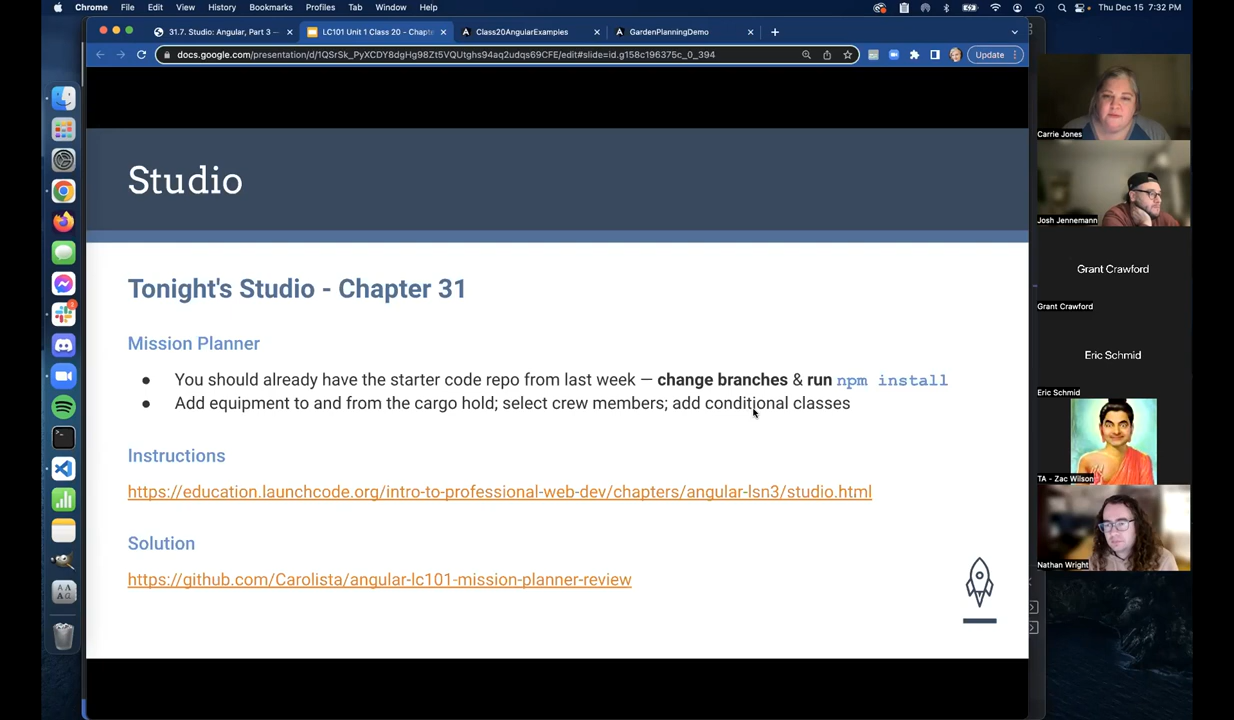 Chrome File Edit View History Bookmarks Profiles Tab Window Help Thu Dec 15 7:32 PM
31.7. Studio: Angular, Part 3 — LC101 Unit 1 Class 20 - Chapte Class20AngularExamples GardenPlanningDemo
docs.google.com/presentation/d/1QSrSk_PyXCDY8dgHg98Zt5VQUtghs94aq2udqs69CFE/edit#slide=id.g158c196375c_0_394 Update
Studio
Tonight's Studio - Chapter 31
Mission Planner
● You should already have the starter code repo from last week — change branches & run npm install
● Add equipment to and from the cargo hold; select crew members; add conditional classes
Instructions
https://education.launchcode.org/intro-to-professional-web-dev/chapters/angular-lsn3/studio.html
Solution
https://github.com/Carolista/angular-lc101-mission-planner-review
Carrie Jones
Josh Jennemann
Grant Crawford
Grant Crawford
Eric Schmid
Eric Schmid
TA - Zac Wilson
Nathan Wright